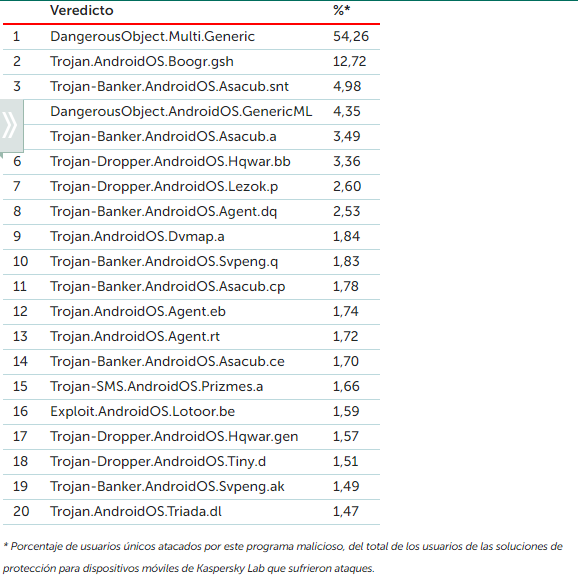 Veredicto %*
1 DangerousObject.Multi.Generic 54,26
2 Trojan.AndroidOS.Boogr.gsh 12,72
3 Trojan-Banker.AndroidOS.Asacub.snt 4,98
DangerousObject.AndroidOS.GenericML 4,35
Trojan-Banker.AndroidOS.Asacub.a 3,49
6 Trojan-Dropper.AndroidOS.Hqwar.bb 3,36
7 Trojan-Dropper.AndroidOS.Lezok.p 2,60
8 Trojan-Banker.AndroidOS.Agent.dq 2,53
9 Trojan.AndroidOS.Dvmap.a 1,84
10 Trojan-Banker.AndroidOS.Svpeng.q 1,83
11 Trojan-Banker.AndroidOS.Asacub.cp 1,78
12 Trojan.AndroidOS.Agent.eb 1,74
13 Trojan.AndroidOS.Agent.rt 1,72
14 Trojan-Banker.AndroidOS.Asacub.ce 1,70
15 Trojan-SMS.AndroidOS.Prizmes.a 1,66
16 Exploit.AndroidOS.Lotoor.be 1,59
17 Trojan-Dropper.AndroidOS.Hqwar.gen 1,57
18 Trojan-Dropper.AndroidOS.Tiny.d 1,51
19 Trojan-Banker.AndroidOS.Svpeng.ak 1,49
20 Trojan.AndroidOS.Triada.dl 1,47
* Porcentaje de usuarios únicos atacados por este programa malicioso, del total de los usuarios de las soluciones de
protección para dispositivos móviles de Kaspersky Lab que sufrieron ataques.